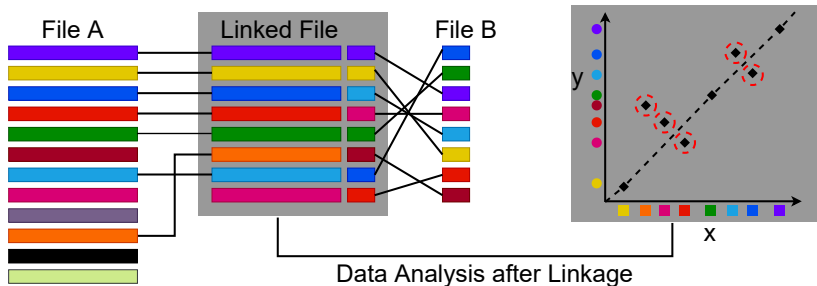 File A
Linked File
File B
y
x
Data Analysis after Linkage